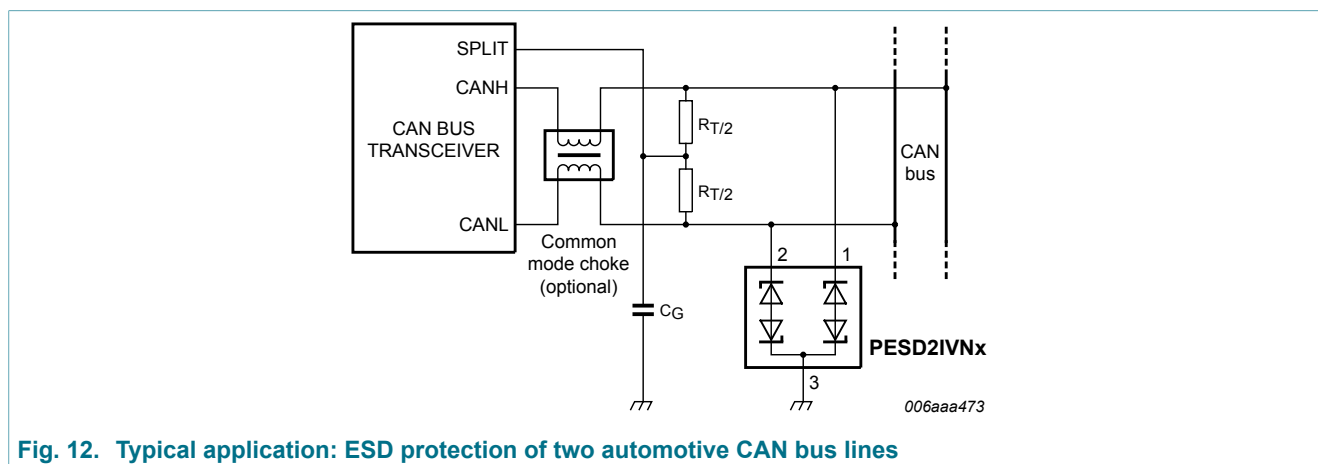 SPLIT
CANH
CAN BUS
TRANSCEIVER
CANL
Common
mode choke
(optional)
RT/2
RT/2
CG
CAN
bus
2
1
3
PESD2IVNx
006aaa473
Fig. 12. Typical application: ESD protection of two automotive CAN bus lines